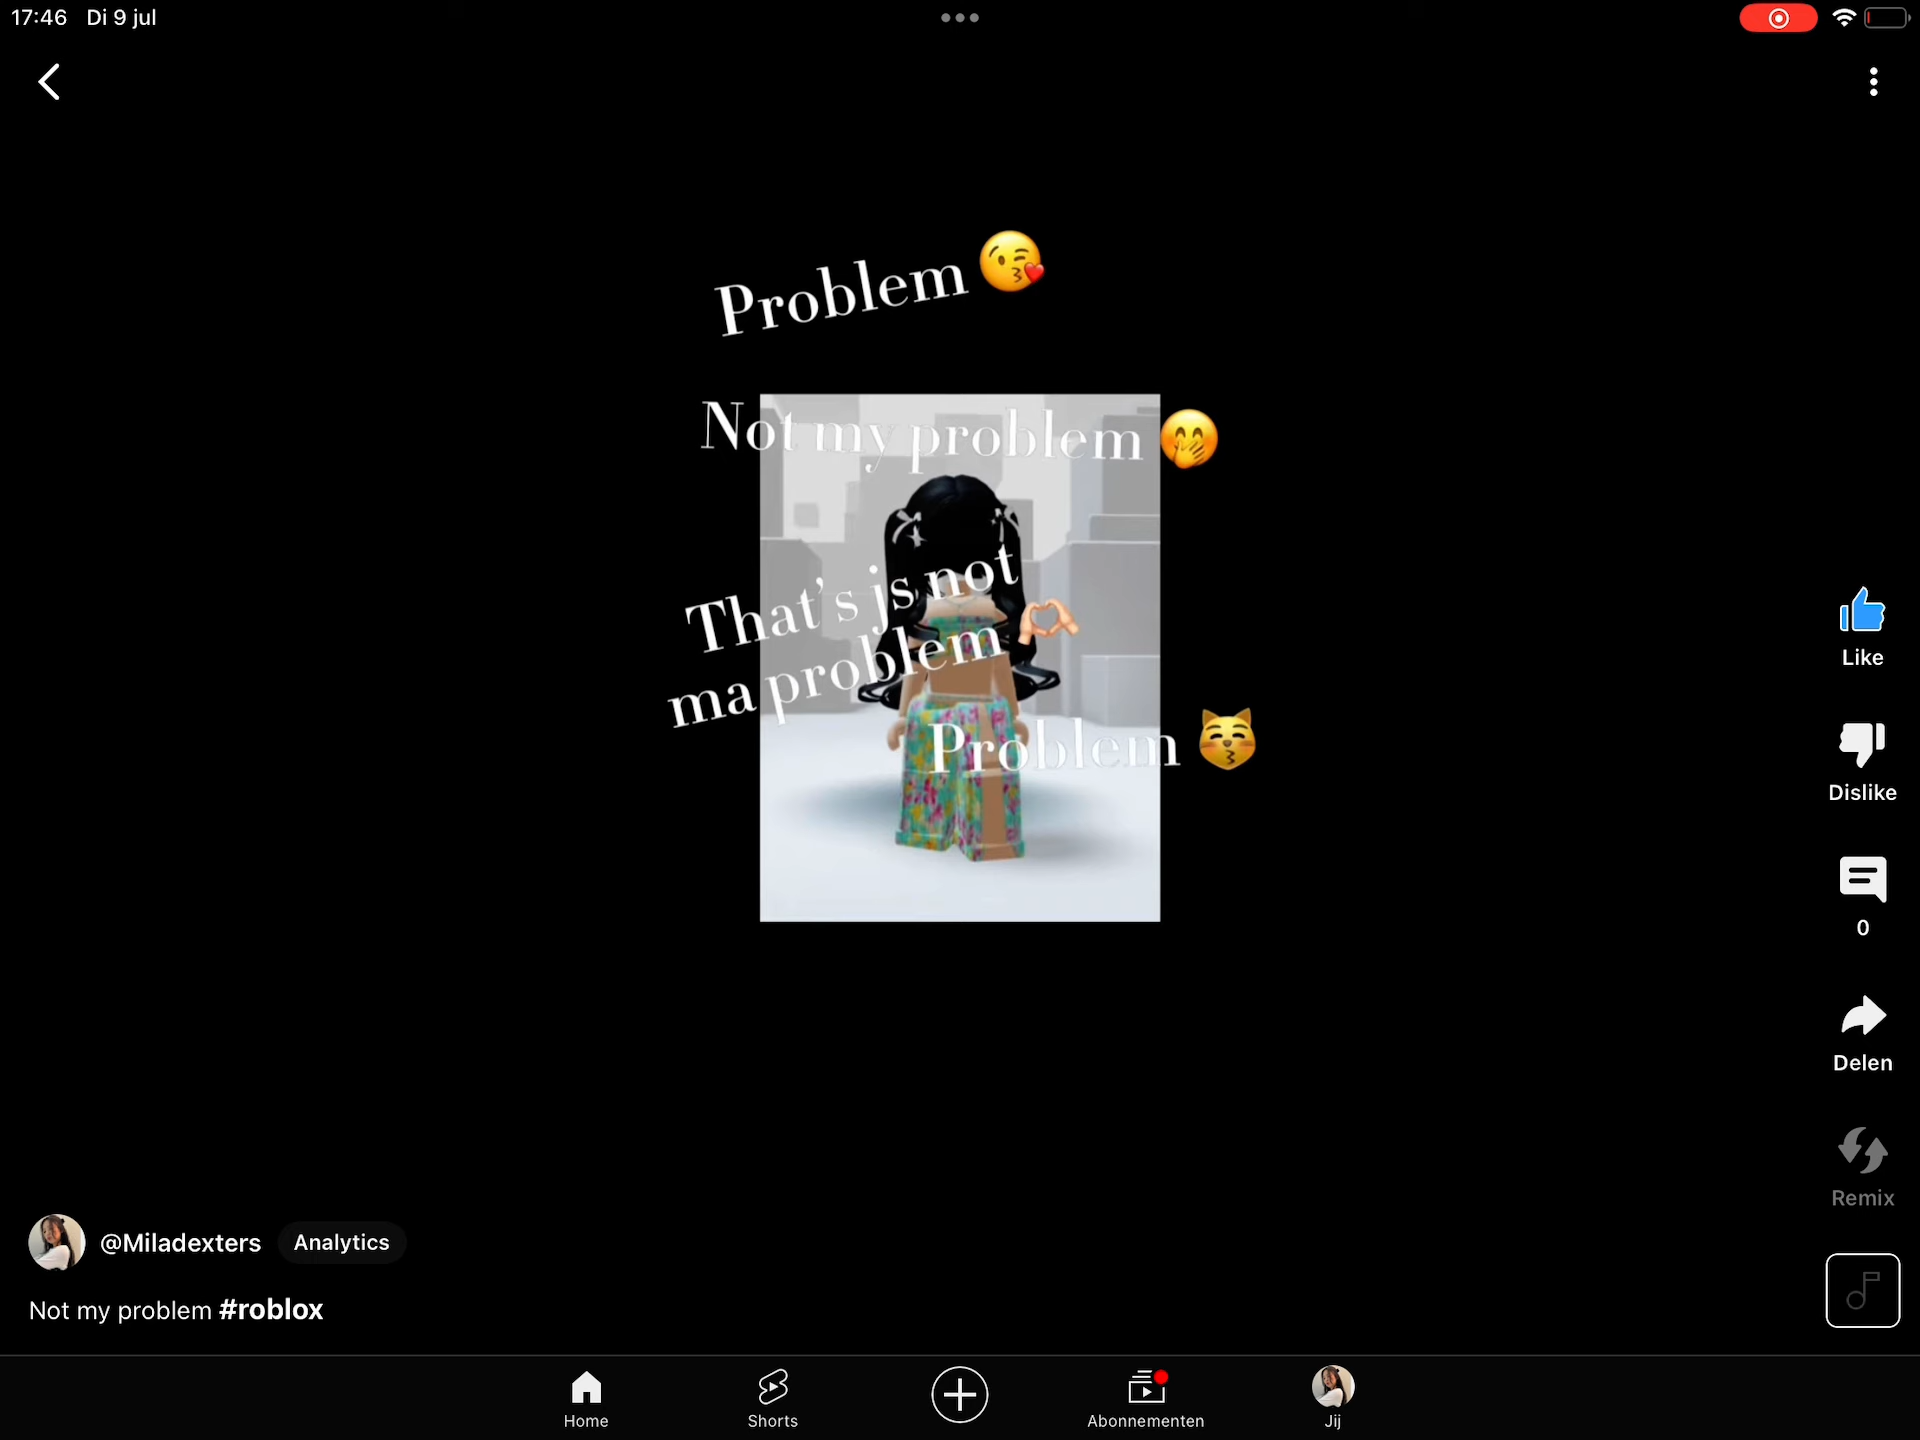 17:46 Di 9 jul
Problem 😘
Not my problem 🤭
That's js not
ma problem 🫶🏻
Problem 😽
Like
Dislike
0
Delen
Remix
@Miladexters Analytics
Not my problem #roblox
Home Shorts Abonnementen Jij